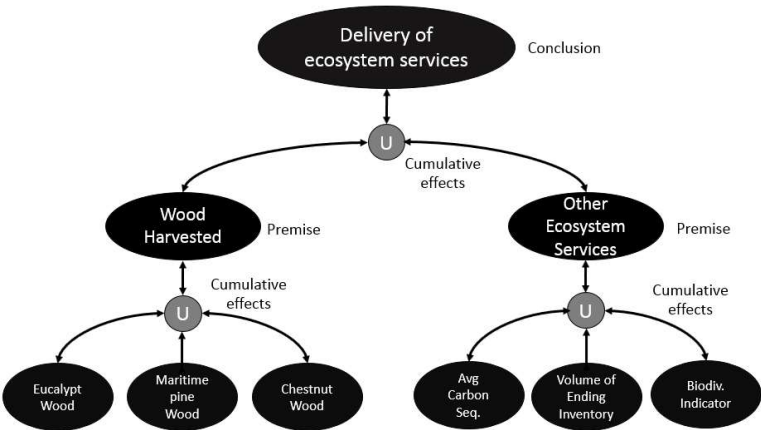 Delivery of
ecosystem services
Conclusion
U
Cumulative
effects
Wood
Harvested
Premise
Other
Ecosystem
Services
Premise
Cumulative
effects
U
Cumulative
effects
U
Eucalypt
Wood
Maritime
pine
Wood
Chestnut
Wood
Avg
Carbon
Seq.
Volume of
Ending
Inventory
Biodiv.
Indicator